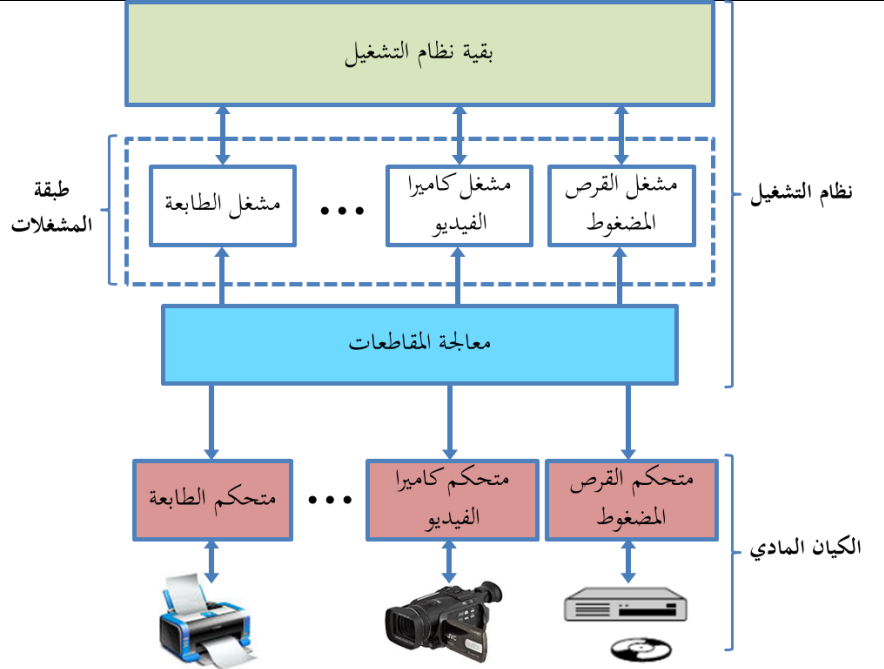 بقية نظام التشغيل
نظام التشغيل
طبقة
المشغلات
مشغل القرص
المضغوط
مشغل كاميرا
الفيديو
...
مشغل الطابعة
معالجة المقاطعات
الكيان المادي
متحكم القرص
المضغوط
متحكم كاميرا
الفيديو
...
متحكم الطابعة
JVC